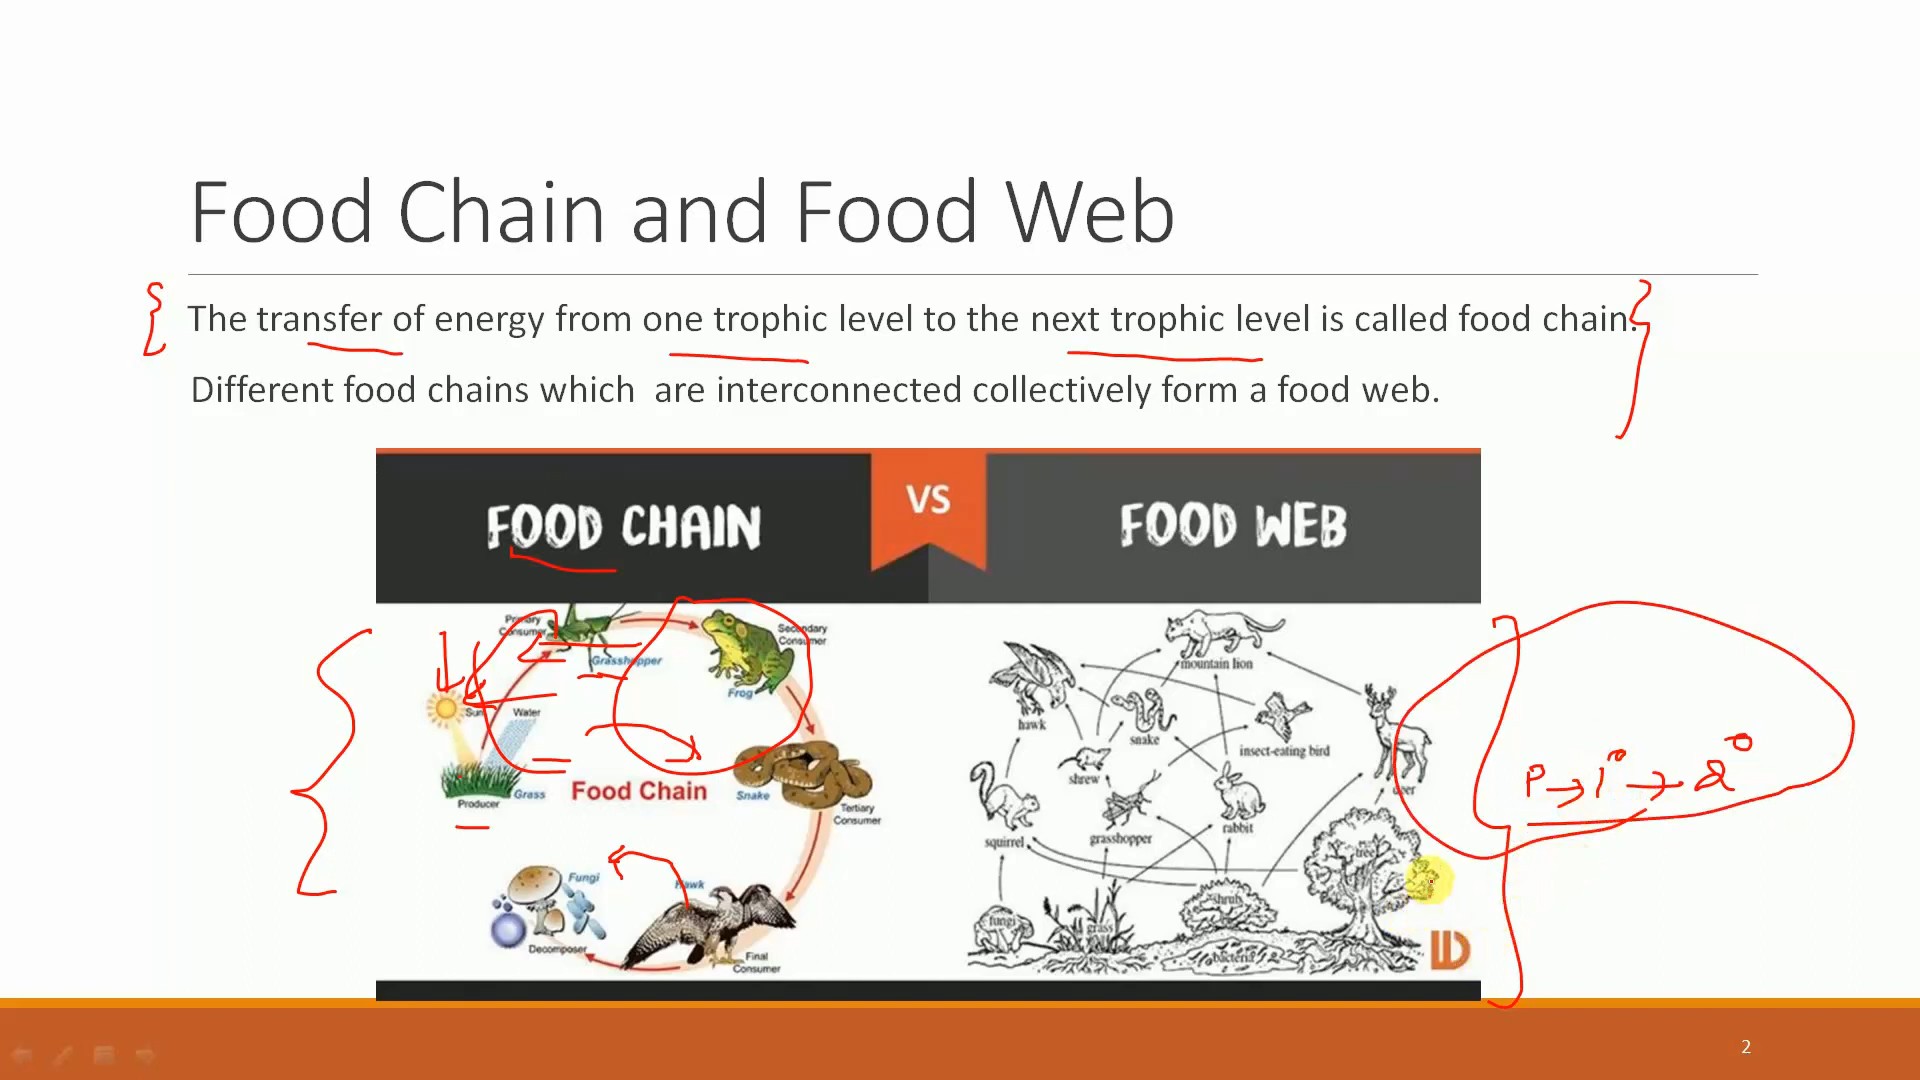 Food Chain and Food Web
The transfer of energy from one trophic level to the next trophic level is called food chain.
Different food chains which are interconnected collectively form a food web.
FOOD CHAIN
VS
FOOD WEB
Primary
Consumer
Grasshopper
Secondary
Consumer
Frog
Sun
Water
Producer
Grass
Food Chain
Snake
Tertiary
Consumer
Fungi
Decomposer
Hawk
Final
Consumer
mountain lion
hawk
snake
insect-eating bird
shrew
deer
squirrel
grasshopper
rabbit
tree
fungi
grass
shrub
bacteria
P → 1° → 2°
2